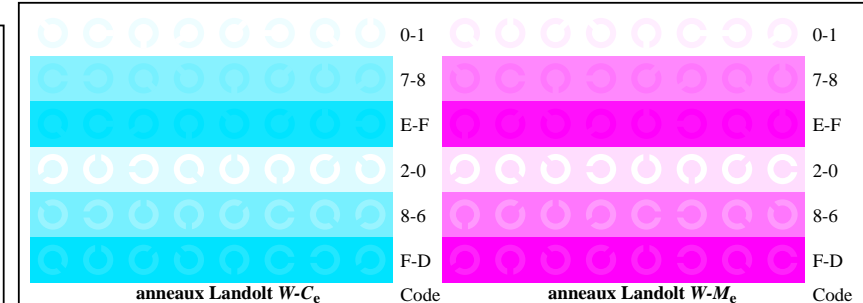 0-1
7-8
E-F
2-0
8-6
F-D
anneaux Landolt W-Ce Code
0-1
7-8
E-F
2-0
8-6
F-D
anneaux Landolt W-Me Code